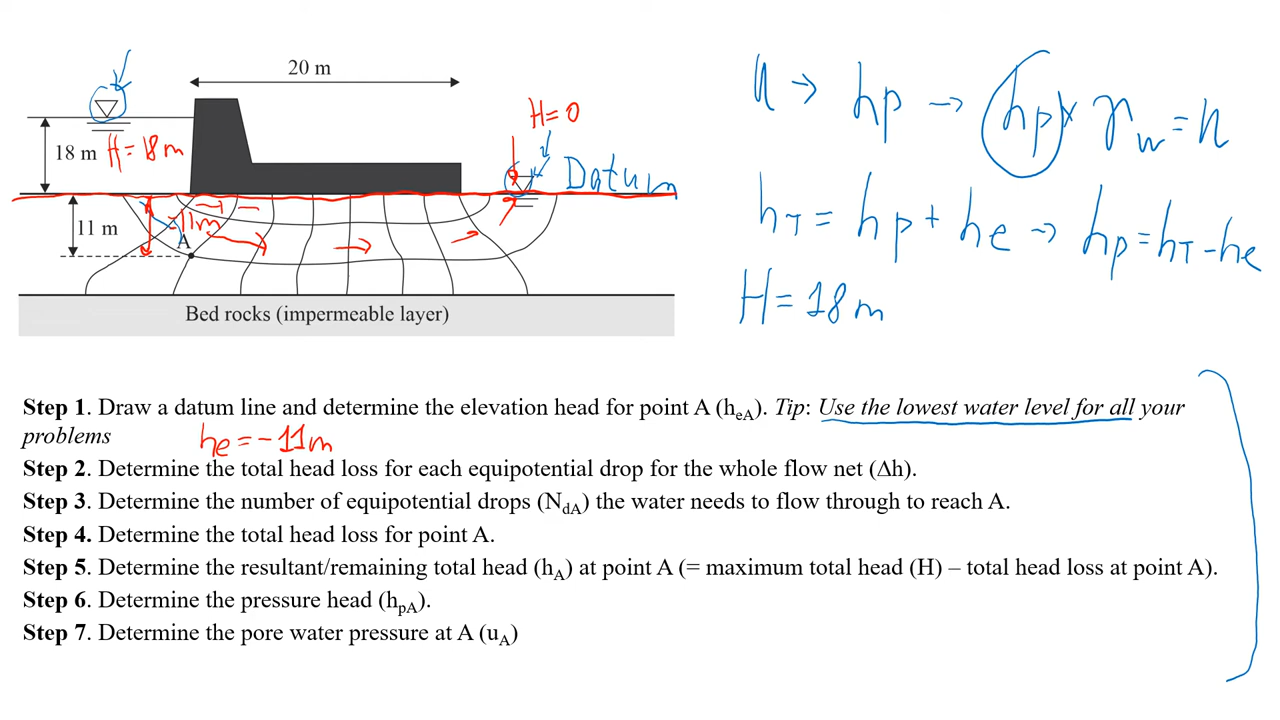 20 m
H=0
u → hp → hp × γw = u
18 m
H=18m
Datum
11 m
-11m
A
hT = hp + he → hp = hT - he
H = 18m
Bed rocks (impermeable layer)
Step 1. Draw a datum line and determine the elevation head for point A (heA). Tip: Use the lowest water level for all your
problems
he = -11m
Step 2. Determine the total head loss for each equipotential drop for the whole flow net (Δh).
Step 3. Determine the number of equipotential drops (NdA) the water needs to flow through to reach A.
Step 4. Determine the total head loss for point A.
Step 5. Determine the resultant/remaining total head (hA) at point A (= maximum total head (H) – total head loss at point A).
Step 6. Determine the pressure head (hpA).
Step 7. Determine the pore water pressure at A (uA)